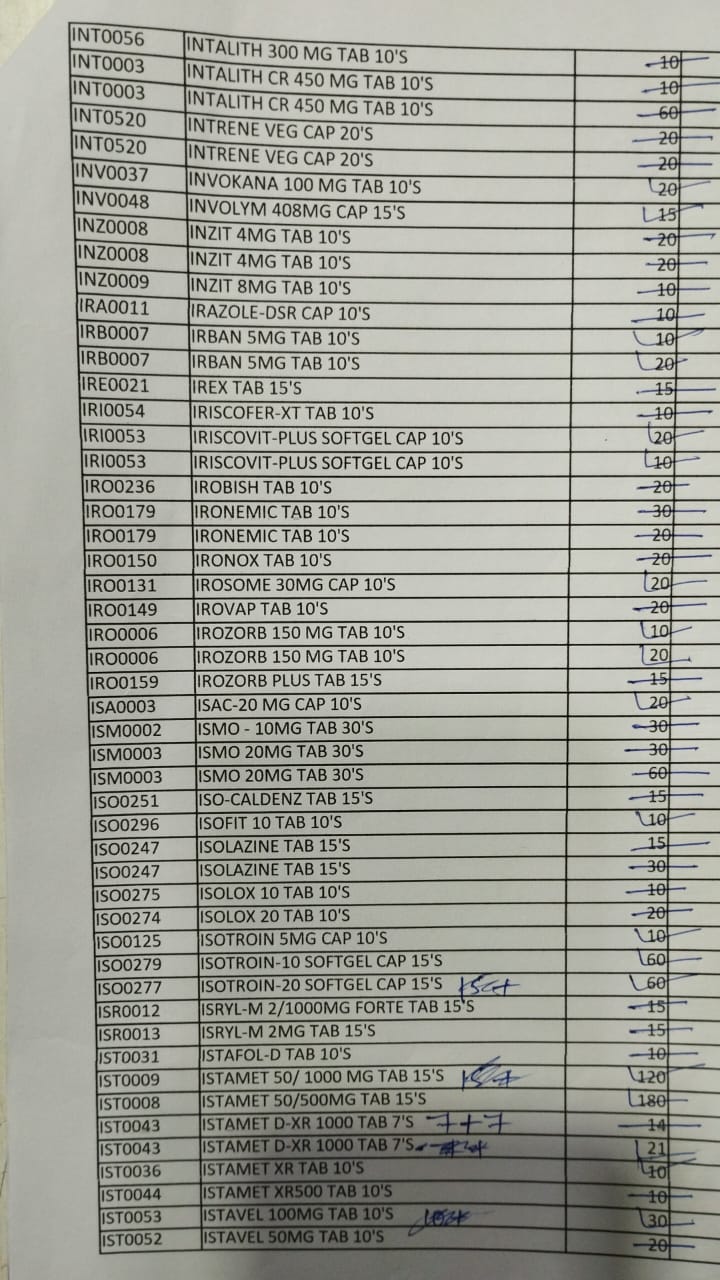 INT0056 INTALITH 300 MG TAB 10'S 10
INT0003 INTALITH CR 450 MG TAB 10'S 10
INT0003 INTALITH CR 450 MG TAB 10'S 60
INT0520 INTRENE VEG CAP 20'S 20
INT0520 INTRENE VEG CAP 20'S 20
INV0037 INVOKANA 100 MG TAB 10'S 20
INV0048 INVOLYM 408MG CAP 15'S 15
INZ0008 INZIT 4MG TAB 10'S 20
INZ0008 INZIT 4MG TAB 10'S 20
INZ0009 INZIT 8MG TAB 10'S 10
IRA0011 IRAZOLE-DSR CAP 10'S 10
IRB0007 IRBAN 5MG TAB 10'S 10
IRB0007 IRBAN 5MG TAB 10'S 20
IRE0021 IREX TAB 15'S 15
IRI0054 IRISCOFER-XT TAB 10'S 10
IRI0053 IRISCOVIT-PLUS SOFTGEL CAP 10'S 20
IRI0053 IRISCOVIT-PLUS SOFTGEL CAP 10'S 10
IRO0236 IROBISH TAB 10'S 20
IRO0179 IRONEMIC TAB 10'S 30
IRO0179 IRONEMIC TAB 10'S 20
IRO0150 IRONOX TAB 10'S 20
IRO0131 IROSOME 30MG CAP 10'S 20
IRO0149 IROVAP TAB 10'S 20
IRO0006 IROZORB 150 MG TAB 10'S 10
IRO0006 IROZORB 150 MG TAB 10'S 20
IRO0159 IROZORB PLUS TAB 15'S 15
ISA0003 ISAC-20 MG CAP 10'S 20
ISM0002 ISMO - 10MG TAB 30'S 30
ISM0003 ISMO 20MG TAB 30'S 30
ISM0003 ISMO 20MG TAB 30'S 60
ISO0251 ISO-CALDENZ TAB 15'S 15
ISO0296 ISOFIT 10 TAB 10'S 10
ISO0247 ISOLAZINE TAB 15'S 15
ISO0247 ISOLAZINE TAB 15'S 30
ISO0275 ISOLOX 10 TAB 10'S 10
ISO0274 ISOLOX 20 TAB 10'S 20
ISO0125 ISOTROIN 5MG CAP 10'S 10
ISO0279 ISOTROIN-10 SOFTGEL CAP 15'S 60
ISO0277 ISOTROIN-20 SOFTGEL CAP 15'S 60
ISR0012 ISRYL-M 2/1000MG FORTE TAB 15'S 15
ISR0013 ISRYL-M 2MG TAB 15'S 15
IST0031 ISTAFOL-D TAB 10'S 10
IST0009 ISTAMET 50/ 1000 MG TAB 15'S 120
IST0008 ISTAMET 50/500MG TAB 15'S 180
IST0043 ISTAMET D-XR 1000 TAB 7'S 7+7 14
IST0043 ISTAMET D-XR 1000 TAB 7'S 21
IST0036 ISTAMET XR TAB 10'S 10
IST0044 ISTAMET XR500 TAB 10'S 10
IST0053 ISTAVEL 100MG TAB 10'S 30
IST0052 ISTAVEL 50MG TAB 10'S 20